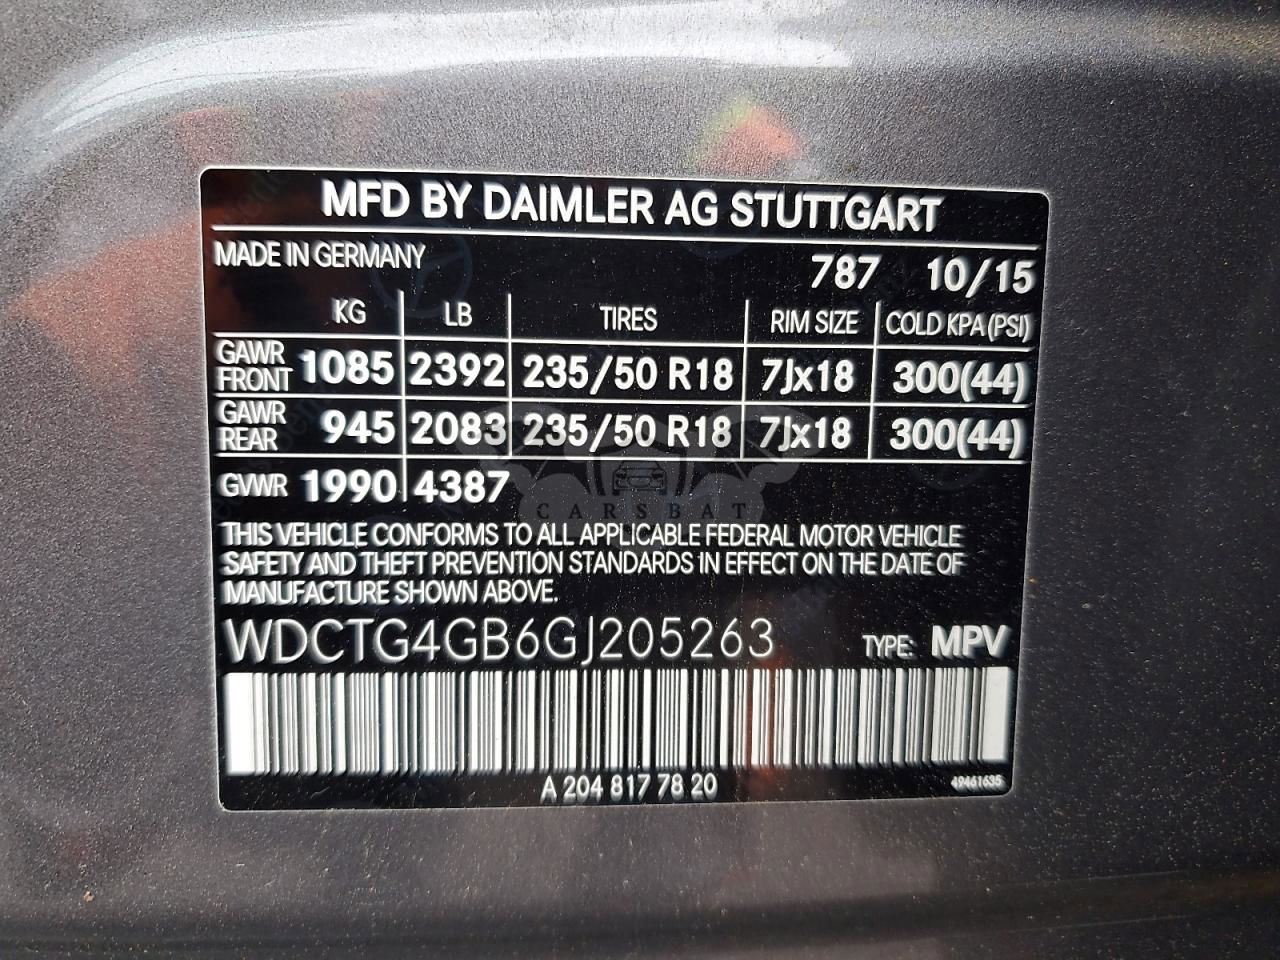 MFD BY DAIMLER AG STUTTGART
MADE IN GERMANY 787 10/15
KG LB TIRES RIM SIZE COLD KPA(PSI)
GAWR FRONT 1085 2392 235/50 R18 7Jx18 300(44)
GAWR REAR 945 2083 235/50 R18 7Jx18 300(44)
GVWR 1990 4387
CARSBAT
THIS VEHICLE CONFORMS TO ALL APPLICABLE FEDERAL MOTOR VEHICLE
SAFETY AND THEFT PREVENTION STANDARDS IN EFFECT ON THE DATE OF
MANUFACTURE SHOWN ABOVE.
WDCTG4GB6GJ205263 TYPE: MPV
A 204 817 78 20 49461635